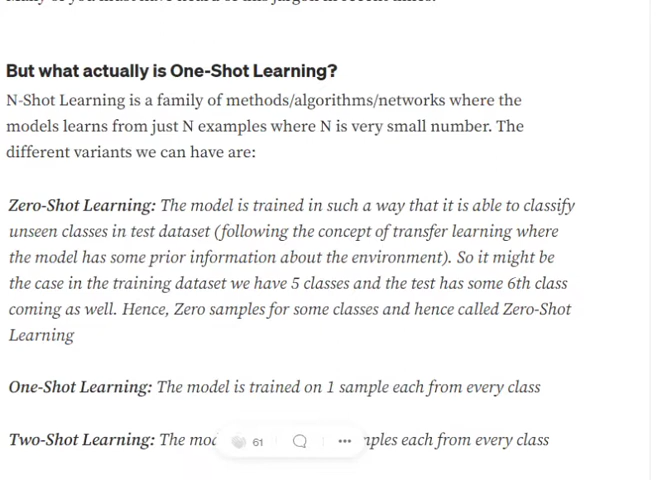 But what actually is One-Shot Learning?
N-Shot Learning is a family of methods/algorithms/networks where the
models learns from just N examples where N is very small number. The
different variants we can have are:
Zero-Shot Learning: The model is trained in such a way that it is able to classify
unseen classes in test dataset (following the concept of transfer learning where
the model has some prior information about the environment). So it might be
the case in the training dataset we have 5 classes and the test has some 6th class
coming as well. Hence, Zero samples for some classes and hence called Zero-Shot
Learning
One-Shot Learning: The model is trained on 1 sample each from every class
Two-Shot Learning: The each from every class
61